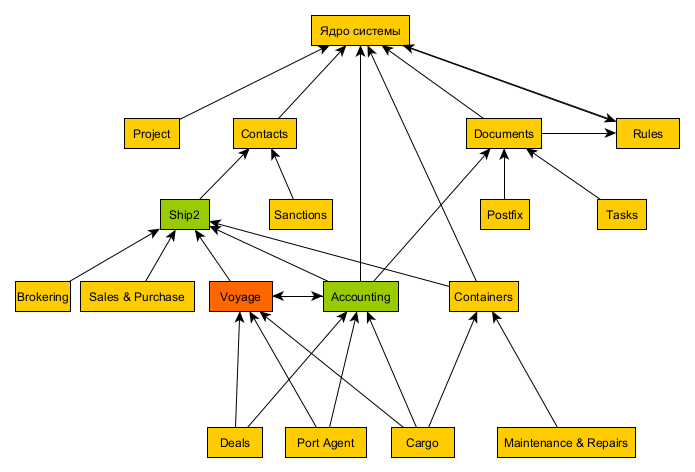 Ядро системы
Project
Contacts
Documents
Rules
Ship2
Sanctions
Postfix
Tasks
Brokering
Sales & Purchase
Voyage
Accounting
Containers
Deals
Port Agent
Cargo
Maintenance & Repairs